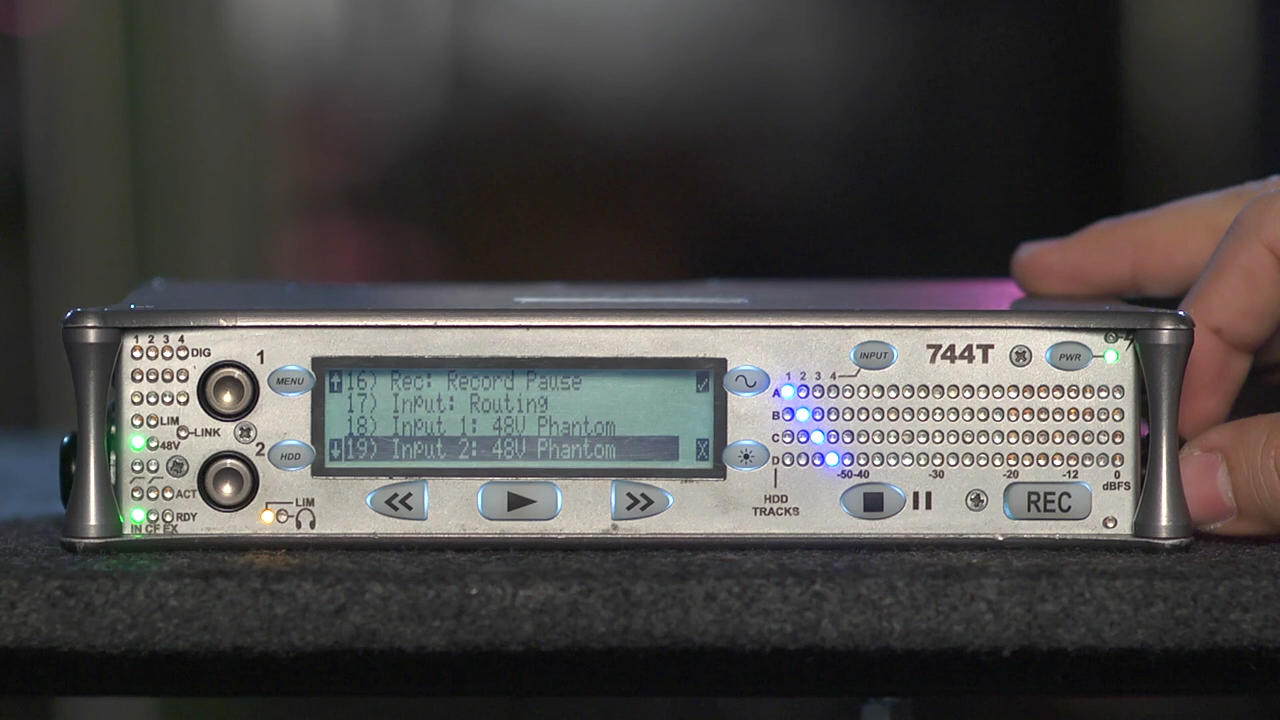 1 2 3 4
DIG
LIM
48V
LINK
ACT
RDY
IN CF EX
1
2
MENU
HDD
16) Rec: Record Pause
17) Input: Routing
18) Input 1: 48V Phantom
19) Input 2: 48V Phantom
LIM
INPUT
744T
PWR
1 2 3 4
A
B
C
D
-50 -40 -30 -20 -12 0
dBFS
HDD
TRACKS
REC